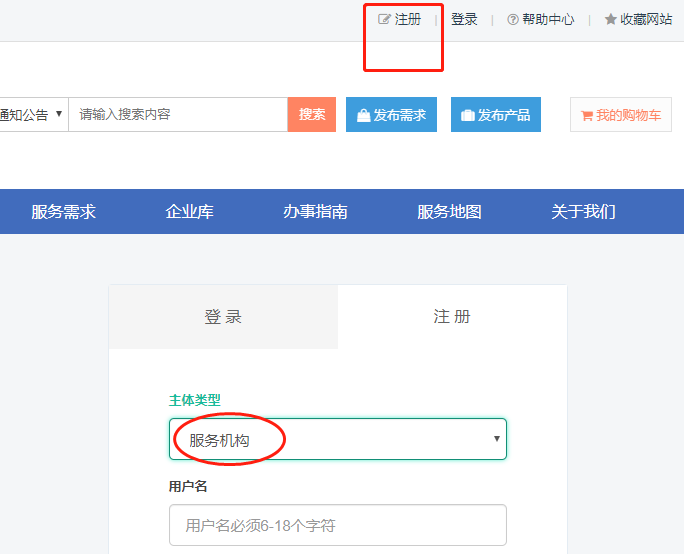 注册 | 登录 | 帮助中心 | 收藏网站
通知公告 请输入搜索内容 搜索 发布需求 发布产品 我的购物车
服务需求 企业库 办事指南 服务地图 关于我们
登 录 注 册
主体类型
服务机构
用户名
用户名必须6-18个字符